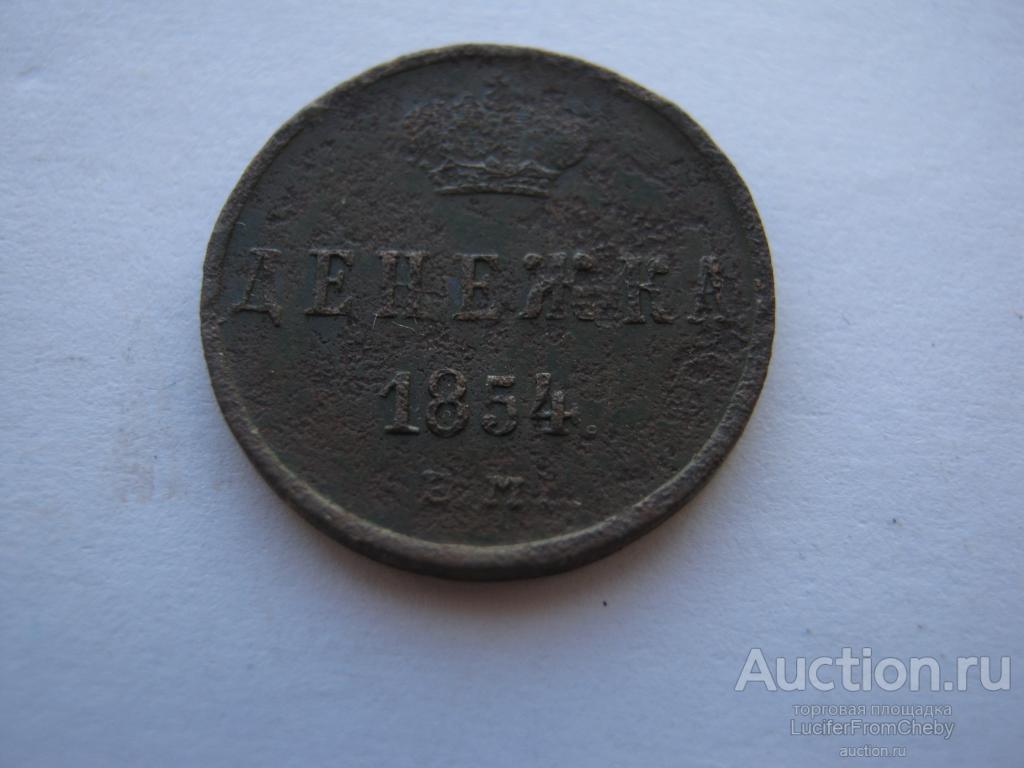 ДЕНЕЖКА
1854.
Е.М.
Auction.ru
торговая площадка
LuciferFromCheby
auction.ru